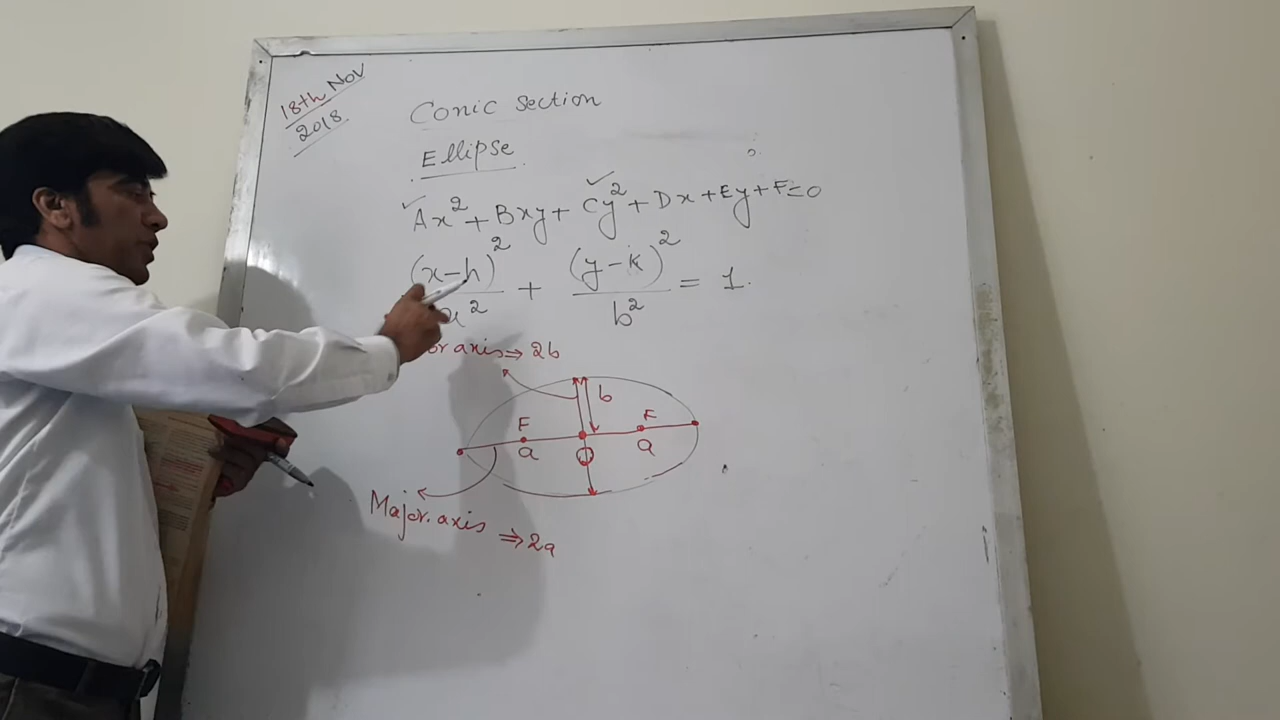 18th NOV
2018.
Conic section
Ellipse
Ax² + Bxy + Cy² + Dx + Ey + F = 0
(x-h)² / a² + (y-k)² / b² = 1.
axis ⇒ 2b
b
F F
a O a
Major axis ⇒ 2a